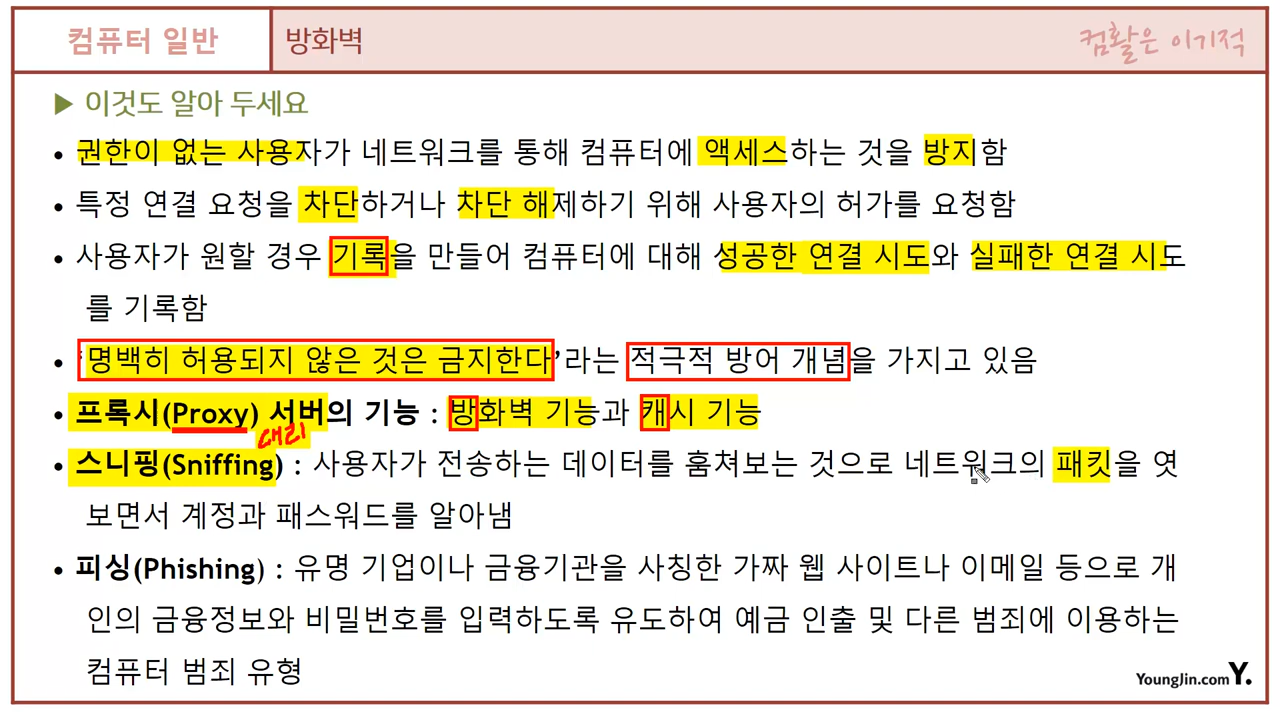 컴퓨터 일반
방화벽
컴활은 이기적
▶ 이것도 알아 두세요
• 권한이 없는 사용자가 네트워크를 통해 컴퓨터에 액세스하는 것을 방지함
• 특정 연결 요청을 차단하거나 차단 해제하기 위해 사용자의 허가를 요청함
• 사용자가 원할 경우 기록을 만들어 컴퓨터에 대해 성공한 연결 시도와 실패한 연결 시도
를 기록함
• ‘명백히 허용되지 않은 것은 금지한다’라는 적극적 방어 개념을 가지고 있음
• 프록시(Proxy) 서버의 기능 : 방화벽 기능과 캐시 기능
대리
• 스니핑(Sniffing) : 사용자가 전송하는 데이터를 훔쳐보는 것으로 네트워크의 패킷을 엿
보면서 계정과 패스워드를 알아냄
• 피싱(Phishing) : 유명 기업이나 금융기관을 사칭한 가짜 웹 사이트나 이메일 등으로 개
인의 금융정보와 비밀번호를 입력하도록 유도하여 예금 인출 및 다른 범죄에 이용하는
컴퓨터 범죄 유형
YoungJin.com Y.